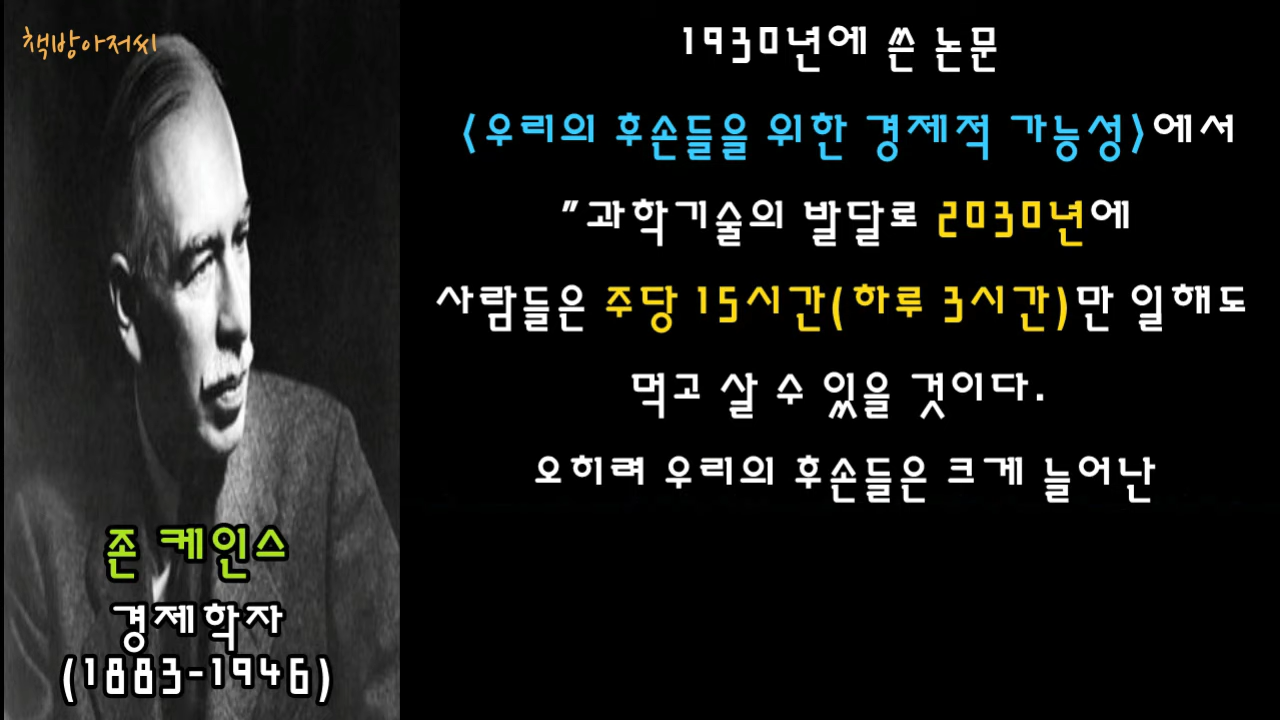 책방아저씨
1930년에 쓴 논문
<우리의 후손들을 위한 경제적 가능성>에서
"과학기술의 발달로 2030년에
사람들은 주당 15시간(하루 3시간)만 일해도
먹고 살 수 있을 것이다.
오히려 우리의 후손들은 크게 늘어난
존 케인스
경제학자
(1883-1946)